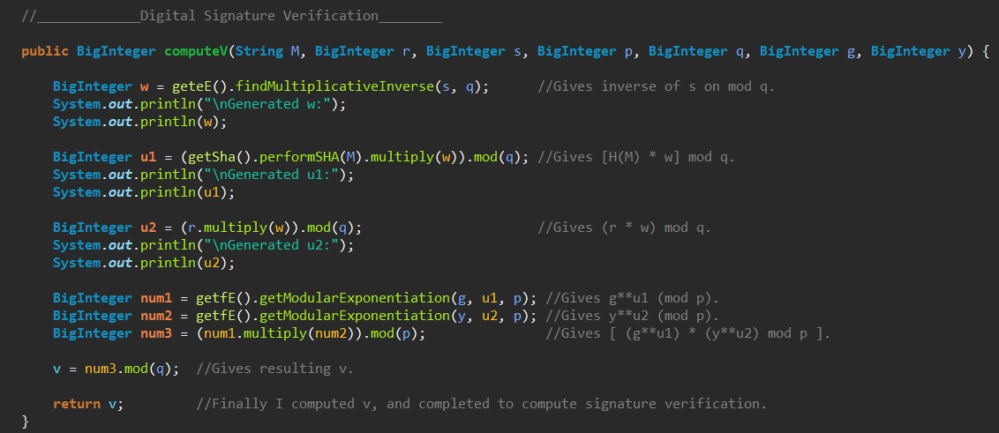 //_____________Digital Signature Verification________
public BigInteger computeV(String M, BigInteger r, BigInteger s, BigInteger p, BigInteger q, BigInteger g, BigInteger y) {
BigInteger w = geteE().findMultiplicativeInverse(s, q);      //Gives inverse of s on mod q.
System.out.println("\nGenerated w:");
System.out.println(w);
BigInteger u1 = (getSha().performSHA(M).multiply(w)).mod(q); //Gives [H(M) * w] mod q.
System.out.println("\nGenerated u1:");
System.out.println(u1);
BigInteger u2 = (r.multiply(w)).mod(q);                      //Gives (r * w) mod q.
System.out.println("\nGenerated u2:");
System.out.println(u2);
BigInteger num1 = getfE().getModularExponentiation(g, u1, p); //Gives g**u1 (mod p).
BigInteger num2 = getfE().getModularExponentiation(y, u2, p); //Gives y**u2 (mod p).
BigInteger num3 = (num1.multiply(num2)).mod(p);               //Gives [ (g**u1) * (y**u2) mod p ].
v = num3.mod(q);  //Gives resulting v.
return v;         //Finally I computed v, and completed to compute signature verification.
}